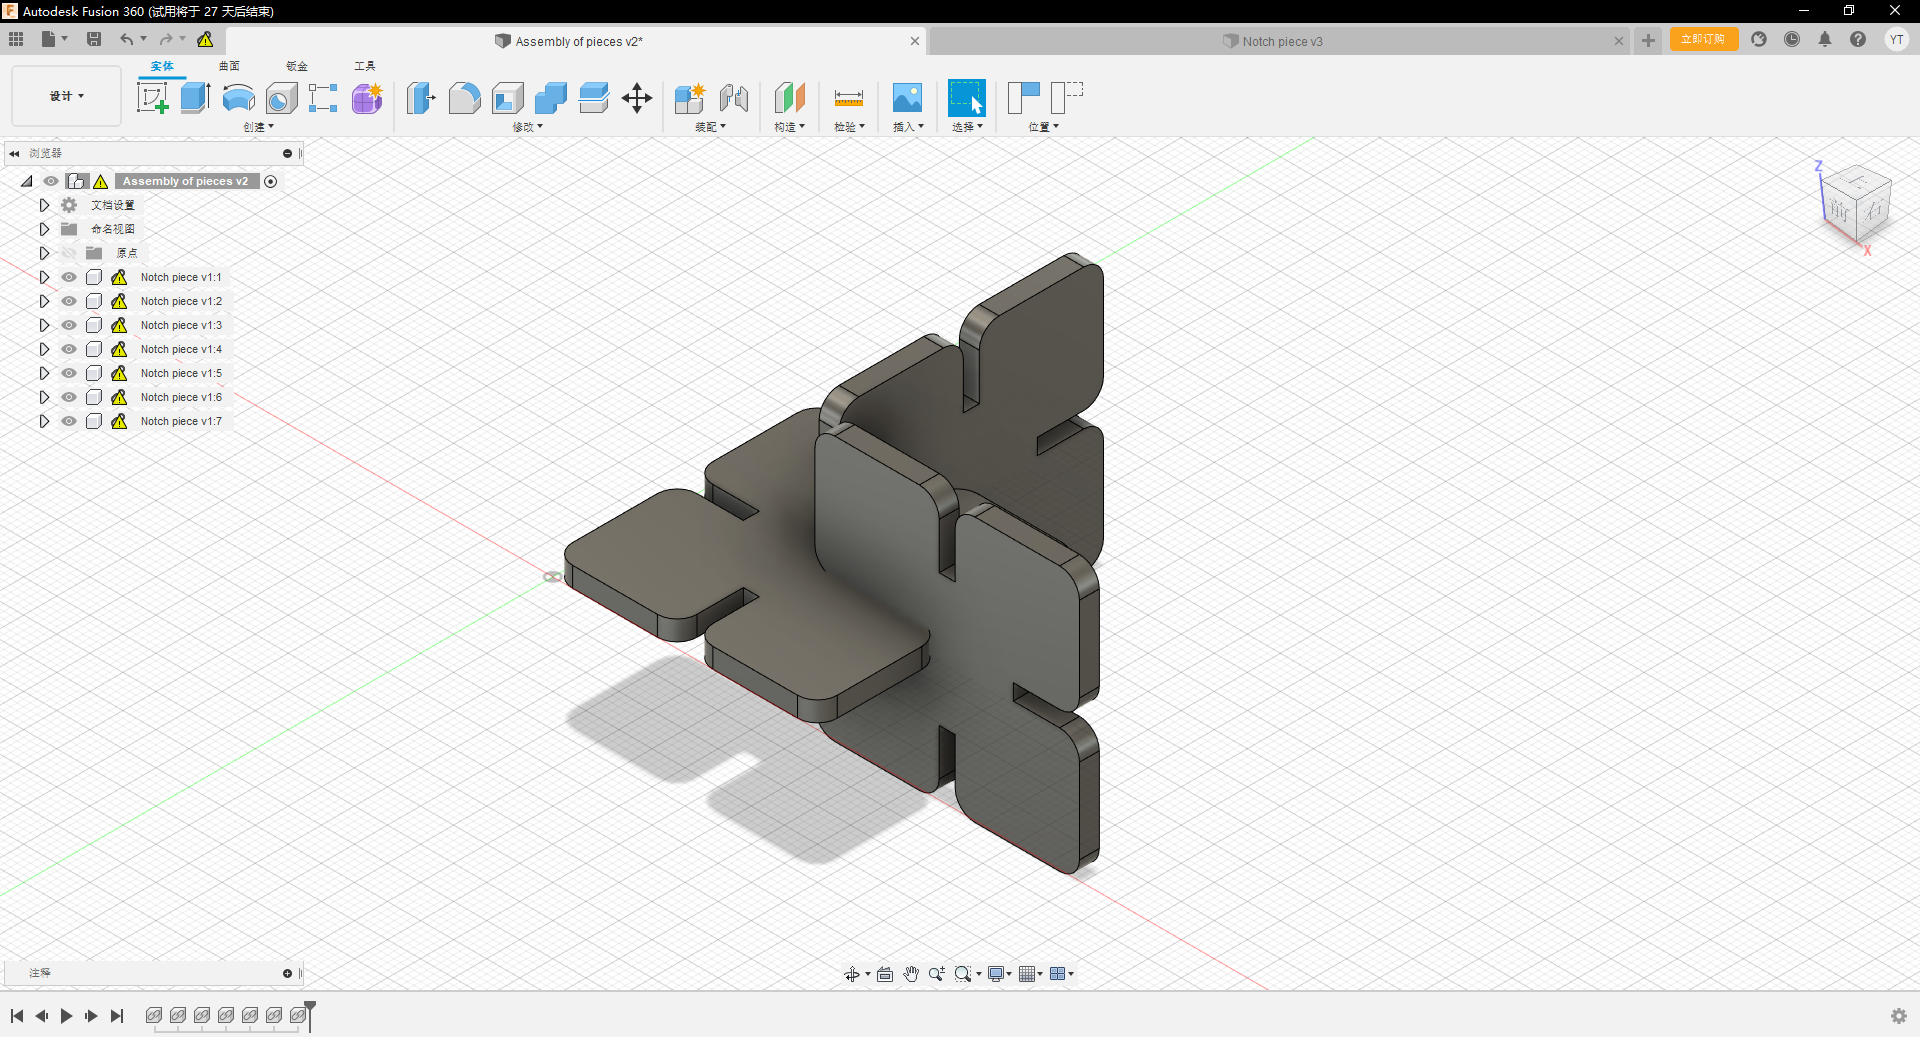 Autodesk Fusion 360 (试用将于 27 天后结束)
Assembly of pieces v2*
Notch piece v3
立即订购
YT
实体 曲面 钣金 工具
设计
创建 修改 装配 构造 检验 插入 选择 位置
浏览器
Assembly of pieces v2
文档设置
命名视图
原点
Notch piece v1:1
Notch piece v1:2
Notch piece v1:3
Notch piece v1:4
Notch piece v1:5
Notch piece v1:6
Notch piece v1:7
Z
上
前 右
X
注释